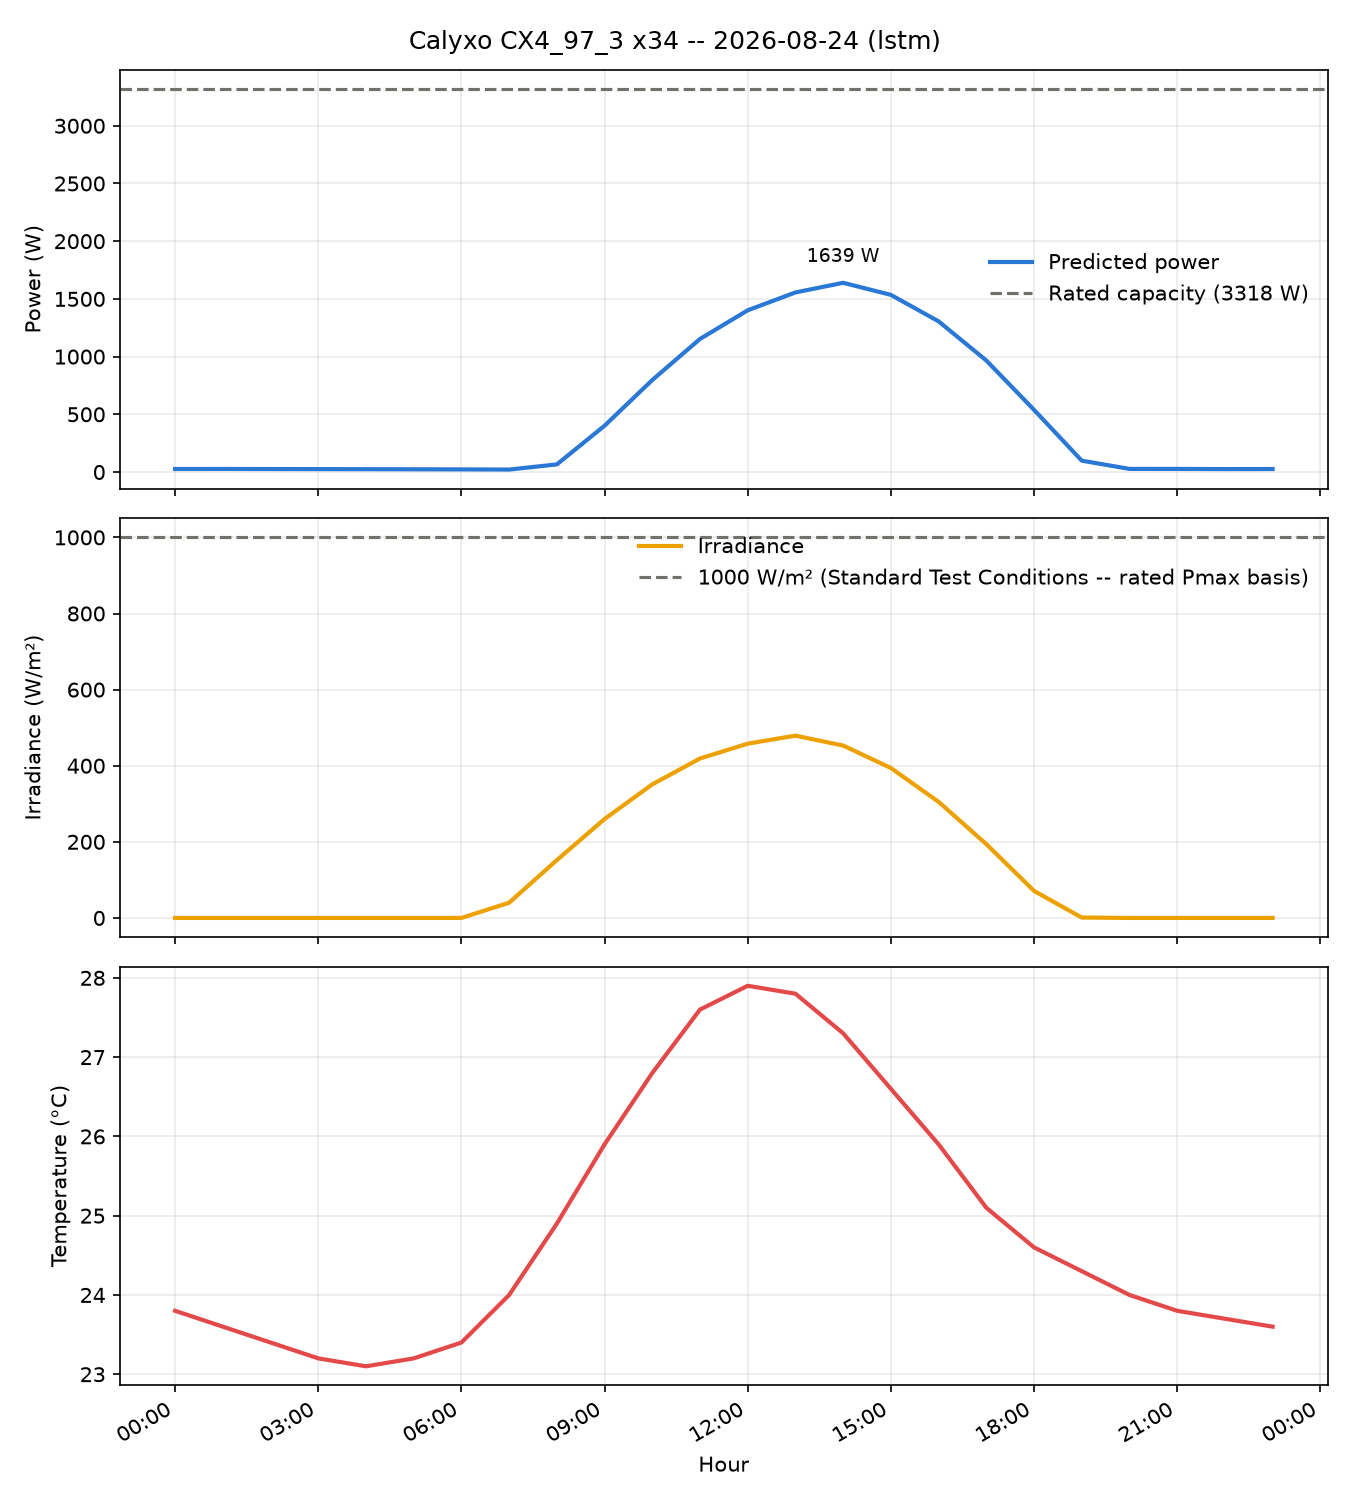 Calyxo CX4_97_3 x34 -- 2026-08-24 (lstm)
3000
2500
2000
1500
1000
500
0
Power (W)
1639 W
Predicted power
Rated capacity (3318 W)
1000
800
600
400
200
0
Irradiance (W/m²)
Irradiance
1000 W/m² (Standard Test Conditions -- rated Pmax basis)
28
27
26
25
24
23
Temperature (°C)
00:00
03:00
06:00
09:00
12:00
15:00
18:00
21:00
00:00
Hour